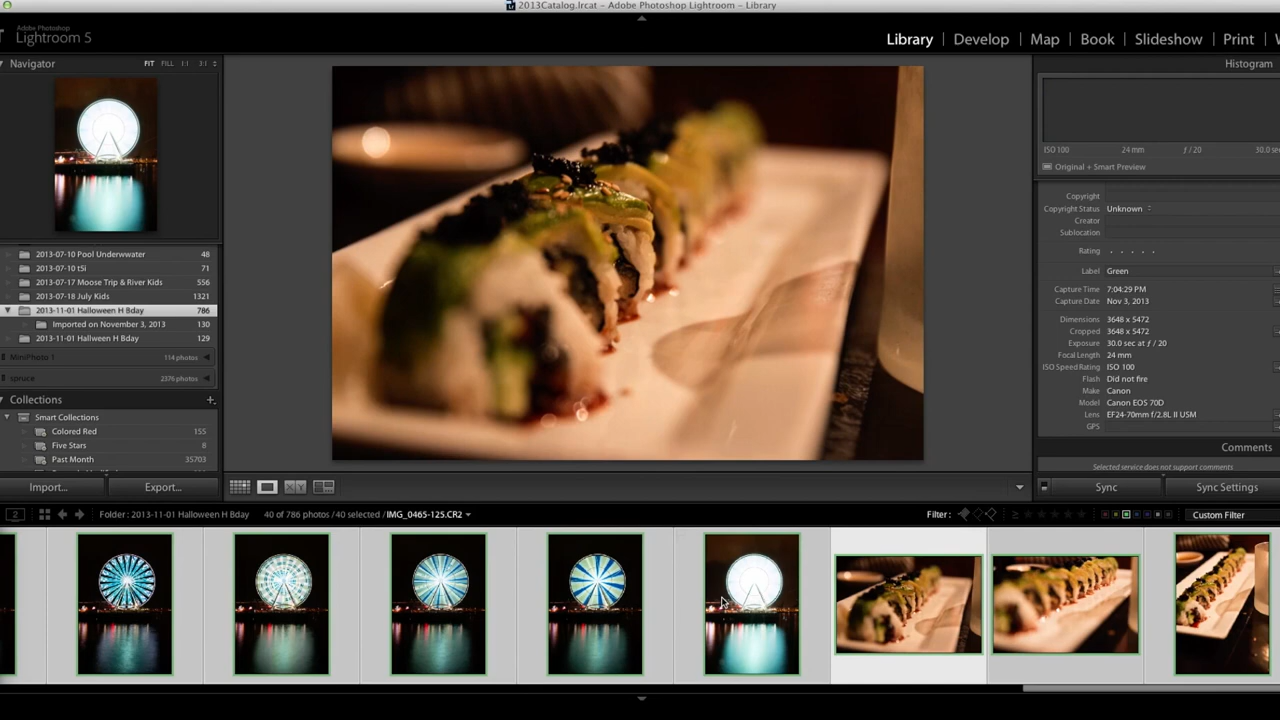 2013Catalog.lrcat – Adobe Photoshop Lightroom – Library
Adobe Photoshop
Lightroom 5
Library | Develop | Map | Book | Slideshow | Print |
Navigator FIT FILL 1:1 3:1
Histogram
ISO 100 24 mm ƒ / 20 30.0 sec
Original + Smart Preview
Copyright
Copyright Status Unknown
Creator
Sublocation
Rating
Label Green
Capture Time 7:04:29 PM
Capture Date Nov 3, 2013
Dimensions 3648 x 5472
Cropped 3648 x 5472
Exposure 30.0 sec at ƒ / 20
Focal Length 24 mm
ISO Speed Rating ISO 100
Flash Did not fire
Make Canon
Model Canon EOS 70D
Lens EF24-70mm f/2.8L II USM
GPS
Comments
Selected service does not support comments
Sync Sync Settings
2013-07-10 Pool Underwwater 48
2013-07-10 tSi 71
2013-07-17 Moose Trip & River Kids 556
2013-07-18 July Kids 1321
2013-11-01 Halloween H Bday 786
Imported on November 3, 2013 130
2013-11-01 Hallween H Bday 129
MiniPhoto 1 114 photos
spruce 2376 photos
Collections +
Smart Collections
Colored Red 155
Five Stars 8
Past Month 35703
Import... Export...
XY
2 Folder : 2013-11-01 Halloween H Bday 40 of 786 photos / 40 selected / IMG_0465-125.CR2 Filter : Custom Filter